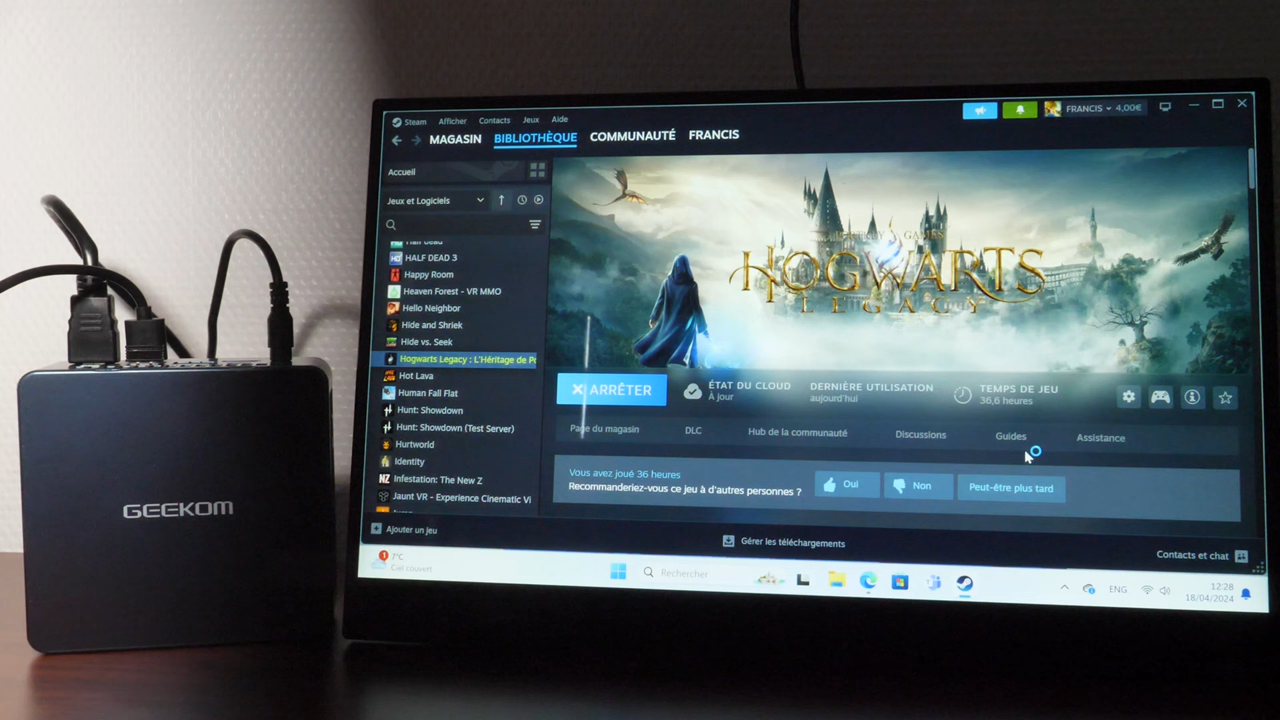 GEEKOM
Steam Afficher Contacts Jeux Aide
FRANCIS 4,00€
MAGASIN BIBLIOTHÈQUE COMMUNAUTÉ FRANCIS
Accueil
Jeux et Logiciels
Half Dead
HALF DEAD 3
Happy Room
Heaven Forest - VR MMO
Hello Neighbor
Hide and Shriek
Hide vs. Seek
Hogwarts Legacy : L'Héritage de Po
Hot Lava
Human Fall Flat
Hunt: Showdown
Hunt: Showdown (Test Server)
Hurtworld
Identity
Infestation: The New Z
Jaunt VR - Experience Cinematic Vi
Ajouter un jeu
GAMES
HOGWARTS
LEGACY
ARRÊTER
ÉTAT DU CLOUD
À jour
DERNIÈRE UTILISATION
aujourd'hui
TEMPS DE JEU
36,6 heures
Page du magasin DLC Hub de la communauté Discussions Guides Assistance
Vous avez joué 36 heures
Recommanderiez-vous ce jeu à d'autres personnes ?
Oui Non Peut-être plus tard
Gérer les téléchargements
Contacts et chat
1
7°C
Ciel couvert
Rechercher
ENG
12:28
18/04/2024